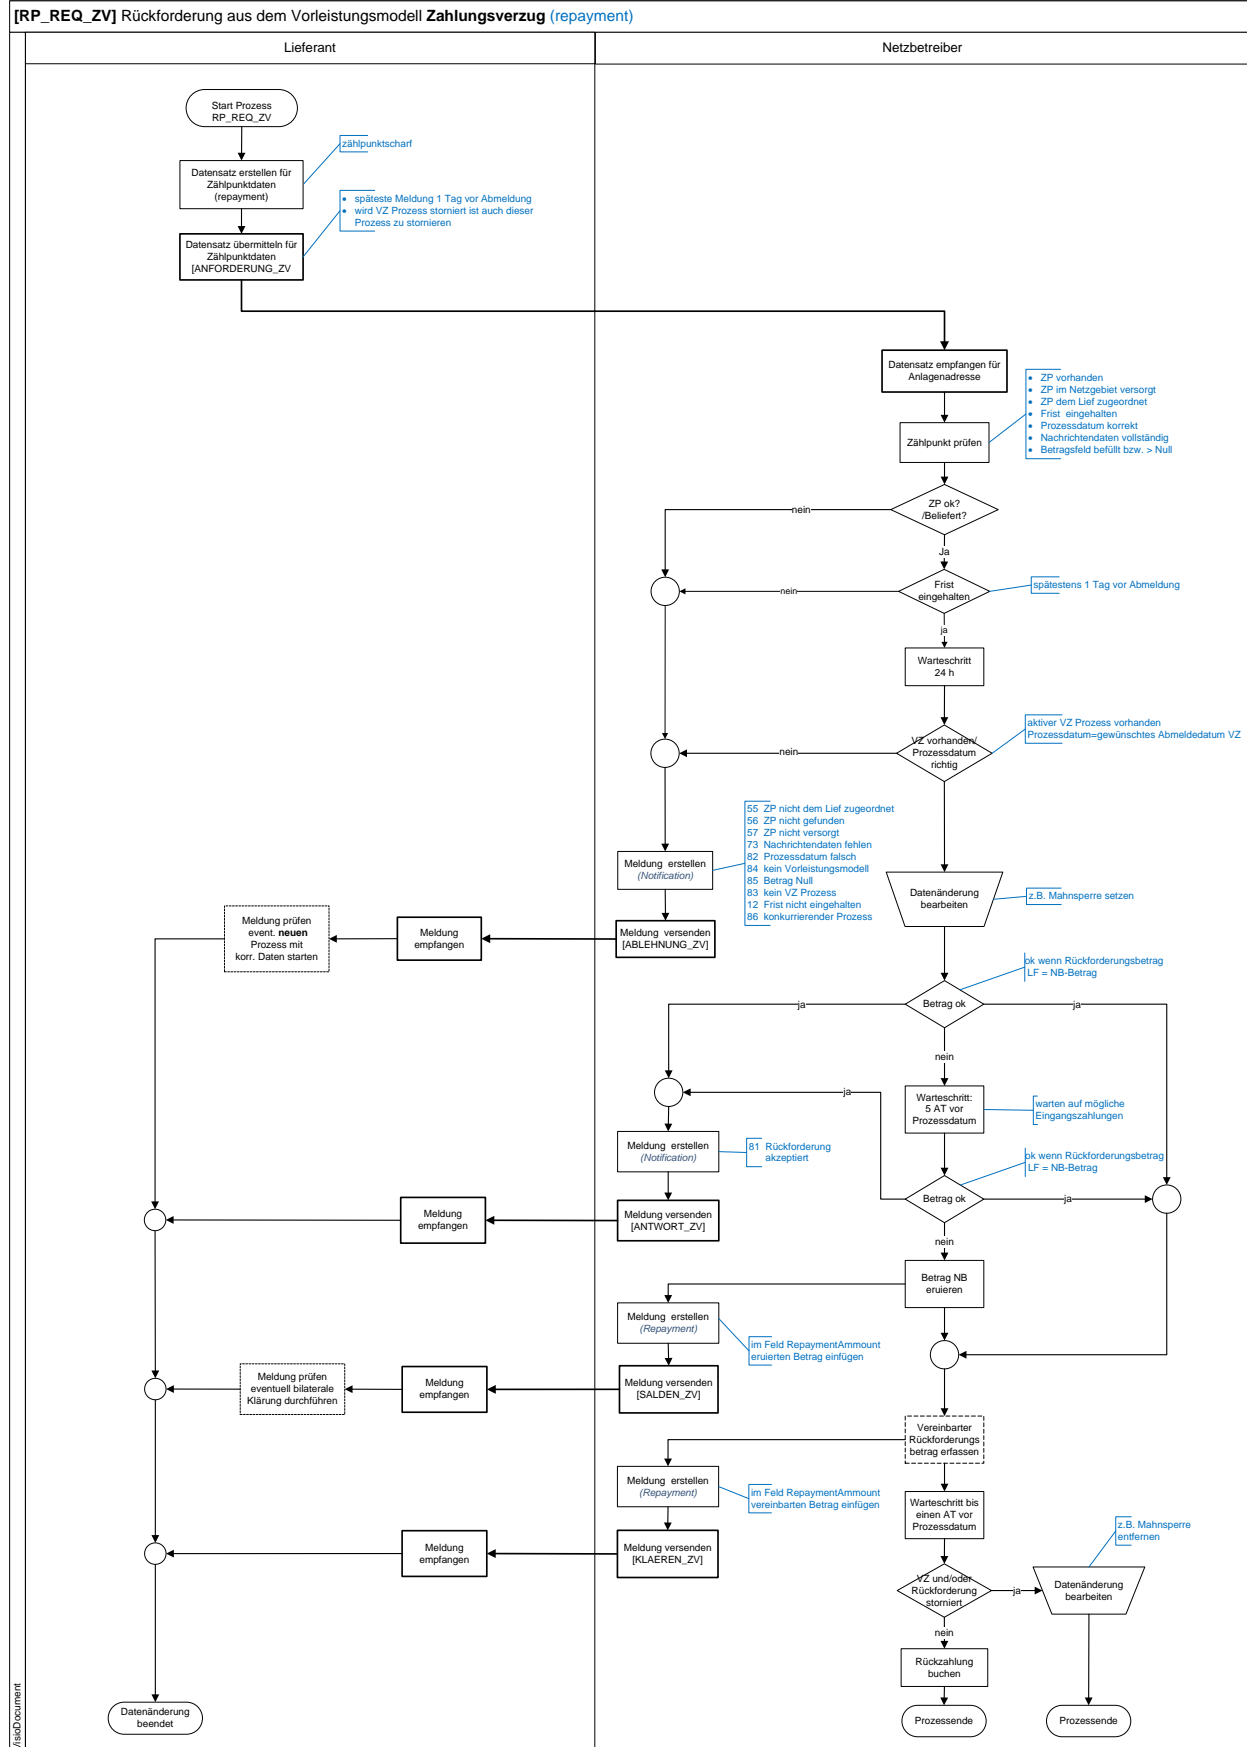 [RP_REQ_ZV] Rückforderung aus dem Vorleistungsmodell Zahlungsverzug (repayment)
Lieferant
Netzbetreiber
Start Prozess
RP_REQ_ZV
zählpunktscharf
Datensatz erstellen für
Zählpunktdaten
(repayment)
• späteste Meldung 1 Tag vor Abmeldung
• wird VZ Prozess storniert ist auch dieser
Prozess zu stornieren
Datensatz übermitteln für
Zählpunktdaten
[ANFORDERUNG_ZV
Datensatz empfangen für
Anlagenadresse
• ZP vorhanden
• ZP im Netzgebiet versorgt
• ZP dem Lief zugeordnet
• Frist eingehalten
• Prozessdatum korrekt
• Nachrichtendaten vollständig
• Betragsfeld befüllt bzw. > Null
Zählpunkt prüfen
ZP ok?
/Beliefert?
nein
Ja
Frist
eingehalten
nein
spätestens 1 Tag vor Abmeldung
ja
Warteschritt
24 h
VZ vorhanden/
Prozessdatum
richtig
nein
aktiver VZ Prozess vorhanden
Prozessdatum=gewünschtes Abmeldedatum VZ
55 ZP nicht dem Lief zugeordnet
56 ZP nicht gefunden
57 ZP nicht versorgt
73 Nachrichtendaten fehlen
82 Prozessdatum falsch
84 kein Vorleistungsmodell
85 Betrag Null
83 kein VZ Prozess
12 Frist nicht eingehalten
86 konkurrierender Prozess
Meldung erstellen
(Notification)
Datenänderung
bearbeiten
z.B. Mahnsperre setzen
Meldung prüfen
event. neuen
Prozess mit
korr. Daten starten
Meldung
empfangen
Meldung versenden
[ABLEHNUNG_ZV]
ok wenn Rückforderungsbetrag
LF = NB-Betrag
ja
Betrag ok
ja
nein
ja
Warteschritt:
5 AT vor
Prozessdatum
warten auf mögliche
Eingangszahlungen
Meldung erstellen
(Notification)
81 Rückforderung
akzeptiert
ok wenn Rückforderungsbetrag
LF = NB-Betrag
Betrag ok
ja
Meldung
empfangen
Meldung versenden
[ANTWORT_ZV]
nein
Betrag NB
eruieren
Meldung erstellen
(Repayment)
im Feld RepaymentAmmount
eruierten Betrag einfügen
Meldung prüfen
eventuell bilaterale
Klärung durchführen
Meldung
empfangen
Meldung versenden
[SALDEN_ZV]
Vereinbarter
Rückforderungs
betrag erfassen
Meldung erstellen
(Repayment)
im Feld RepaymentAmmount
vereinbarten Betrag einfügen
Warteschritt bis
einen AT vor
Prozessdatum
z.B. Mahnsperre
entfernen
Meldung
empfangen
Meldung versenden
[KLAEREN_ZV]
VZ und/oder
Rückforderung
storniert
ja
Datenänderung
bearbeiten
nein
Rückzahlung
buchen
Datenänderung
beendet
Prozessende
Prozessende
VisioDocument